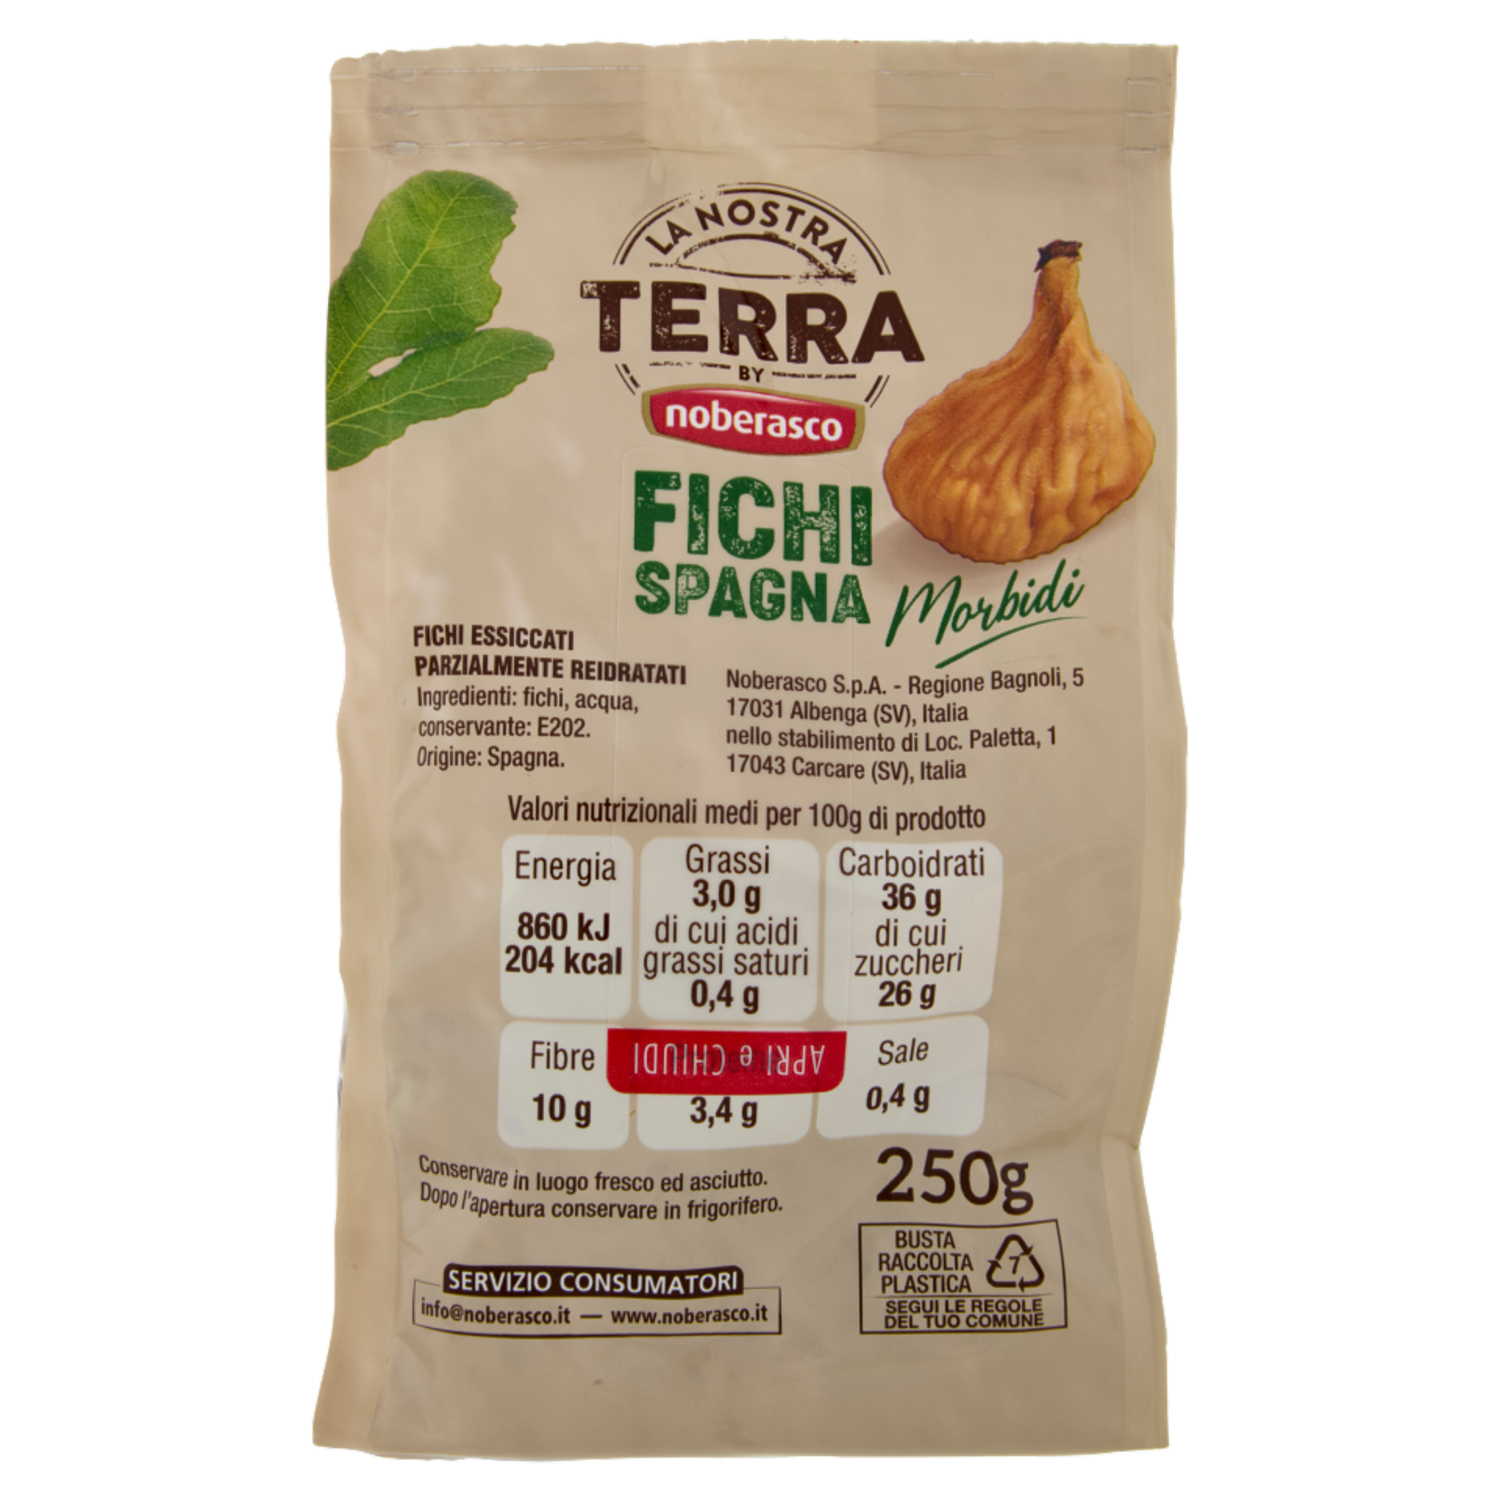 LA NOSTRA
TERRA
BY
noberasco
FICHI
SPAGNA
Morbidi
FICHI ESSICCATI
PARZIALMENTE REIDRATATI
Ingredienti: fichi, acqua,
conservante: E202.
Origine: Spagna.
Noberasco S.p.A. - Regione Bagnoli, 5
17031 Albenga (SV), Italia
nello stabilimento di Loc. Paletta, 1
17043 Carcare (SV), Italia
Valori nutrizionali medi per 100g di prodotto
Energia
860 kJ
204 kcal
Grassi
3,0 g
di cui acidi
grassi saturi
0,4 g
Carboidrati
36 g
di cui
zuccheri
26 g
Fibre
10 g
APRI e CHIUDI
3,4 g
Sale
0,4 g
Conservare in luogo fresco ed asciutto.
Dopo l'apertura conservare in frigorifero.
250g
SERVIZIO CONSUMATORI
info@noberasco.it — www.noberasco.it
BUSTA
RACCOLTA
PLASTICA
7
SEGUI LE REGOLE
DEL TUO COMUNE